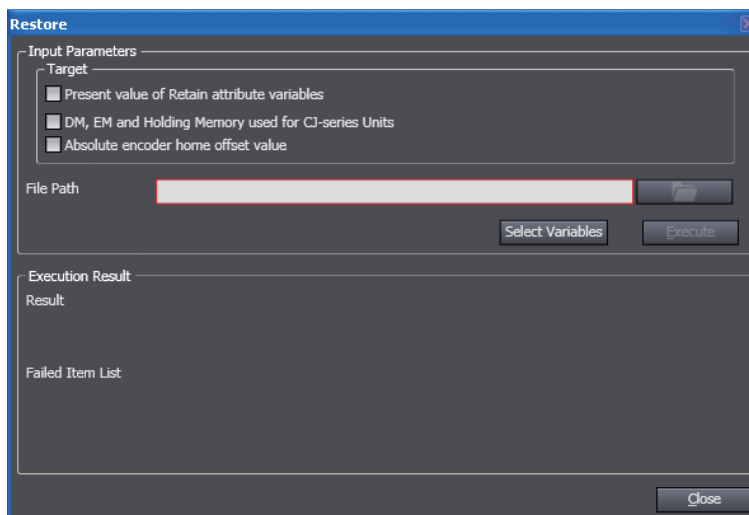 Restore
Input Parameters
Target
Present value of Retain attribute variables
DM, EM and Holding Memory used for CJ-series Units
Absolute encoder home offset value
File Path
Select Variables Execute
Execution Result
Result
Failed Item List
Close